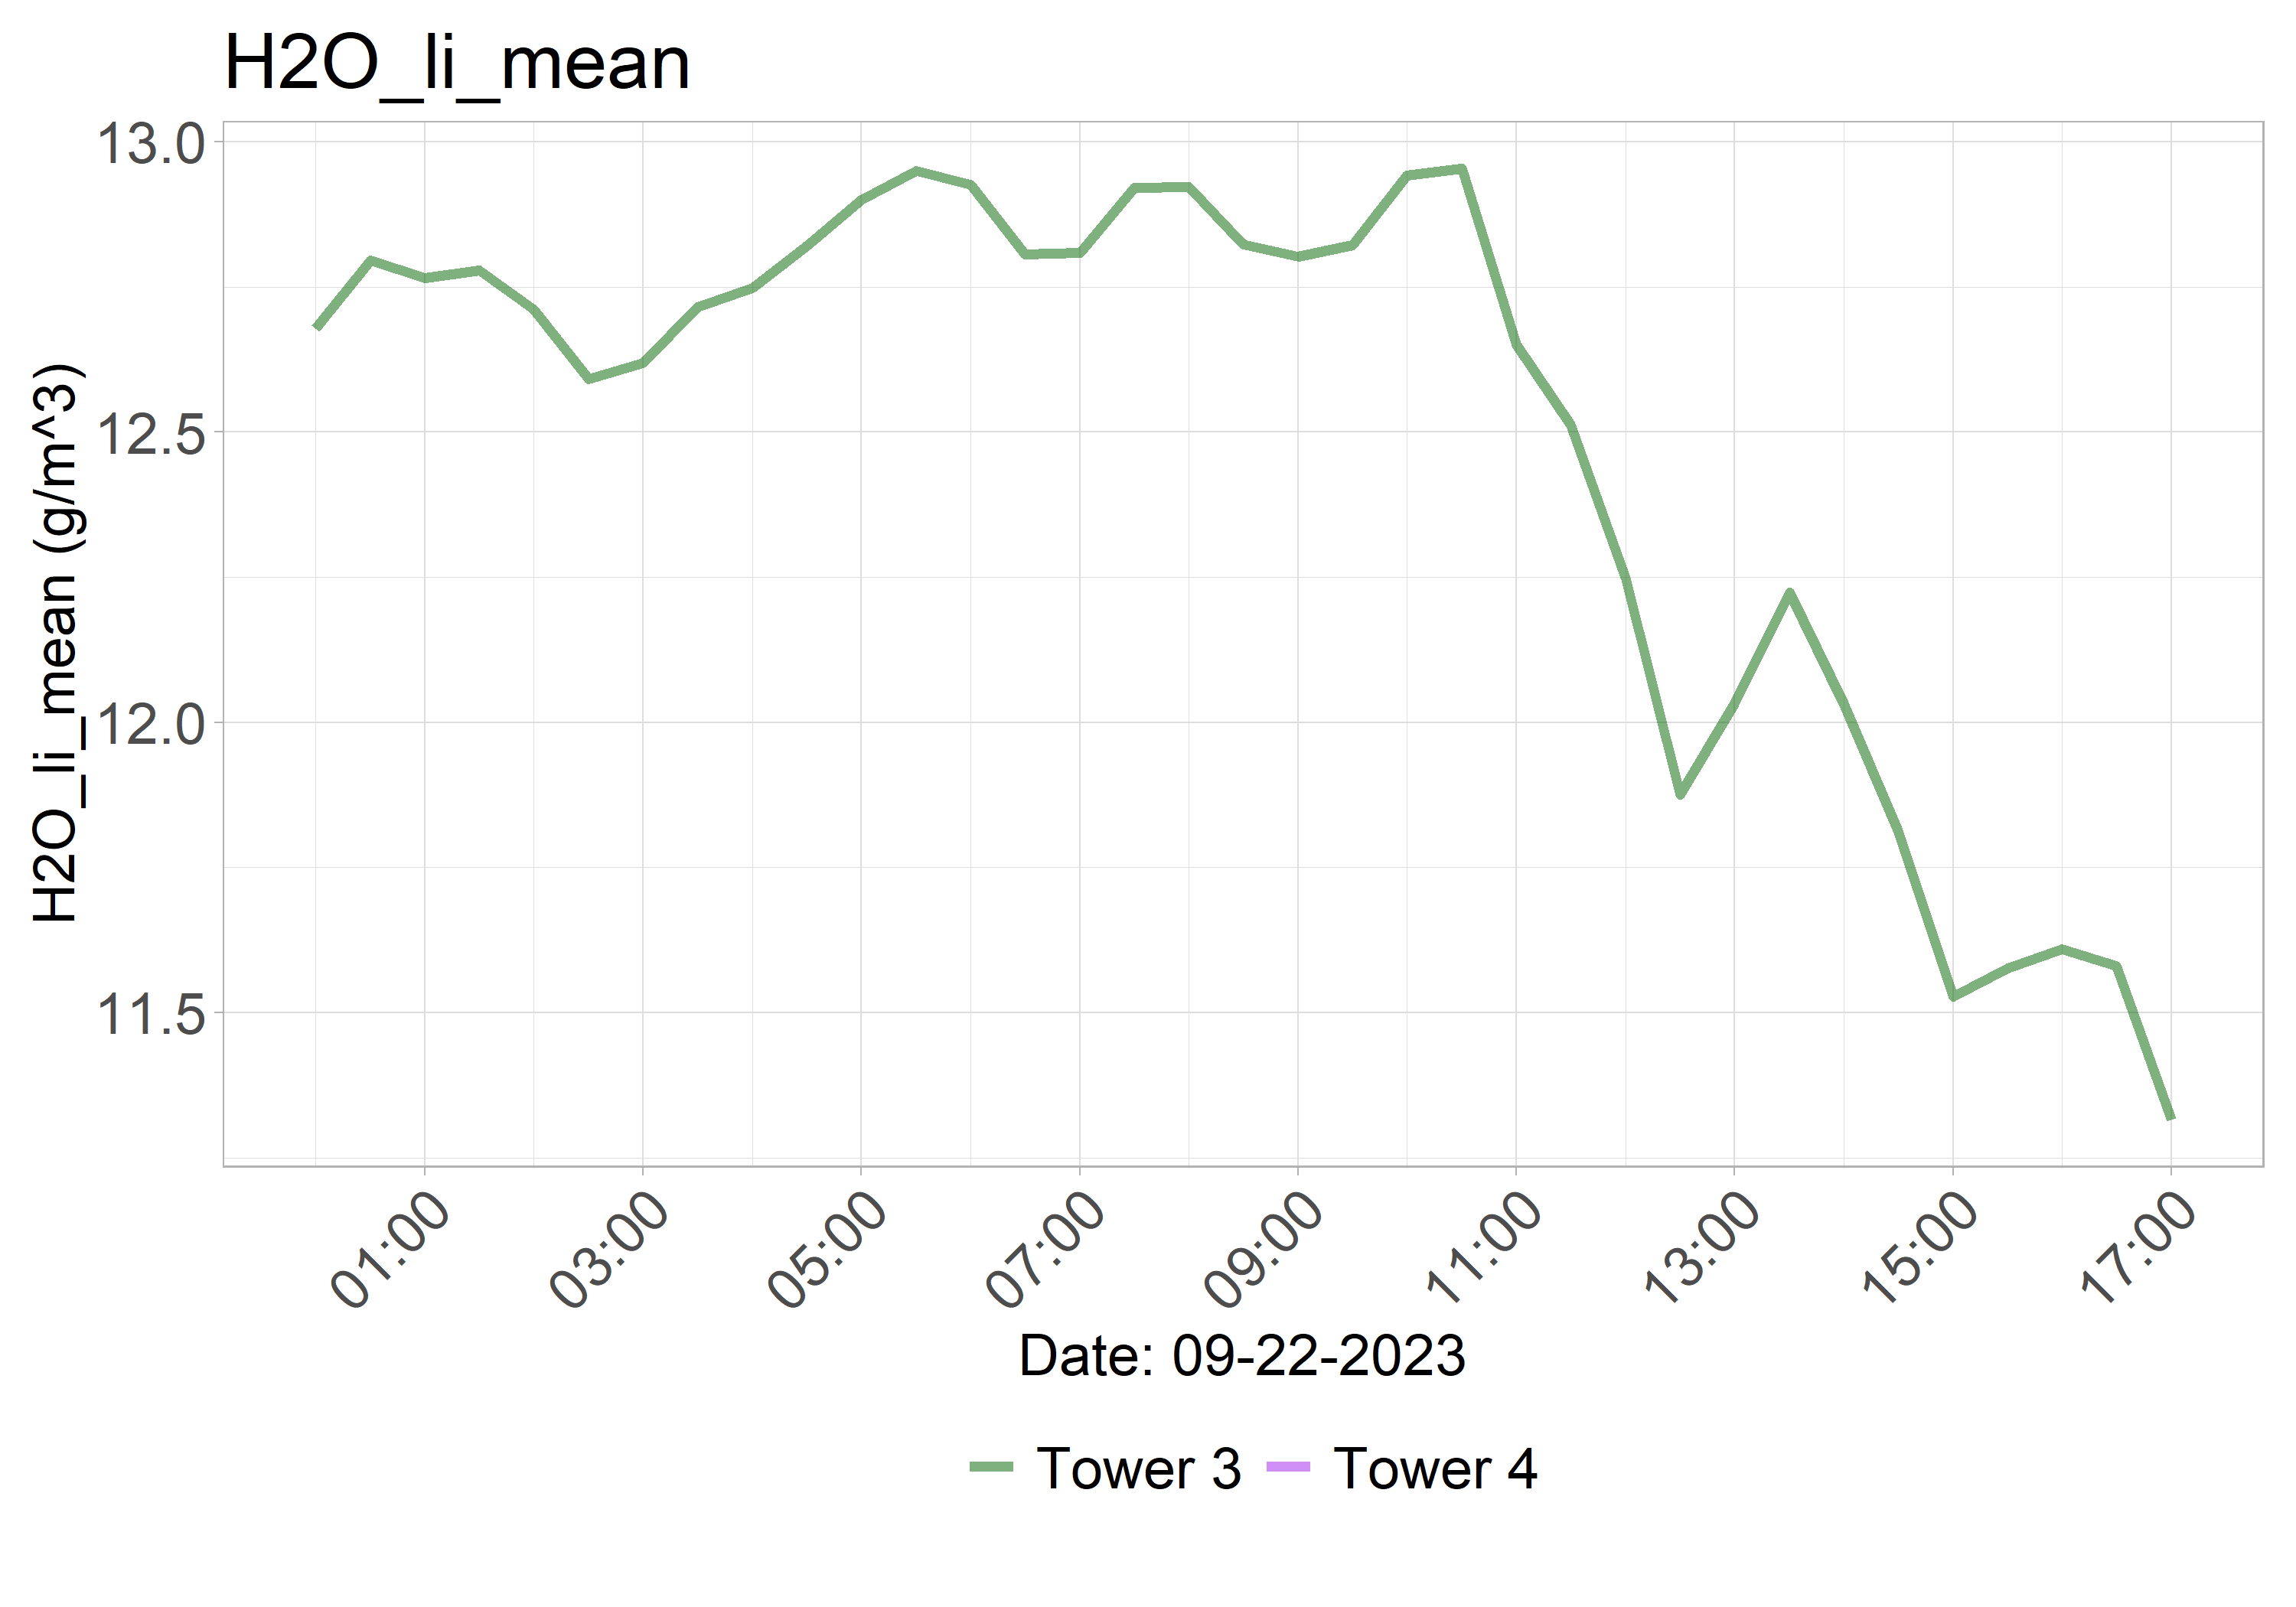 H2O_li_mean
H2O_li_mean (g/m^3)
13.0
12.5
12.0
11.5
01:00 03:00 05:00 07:00 09:00 11:00 13:00 15:00 17:00
Date: 09-22-2023
Tower 3 Tower 4